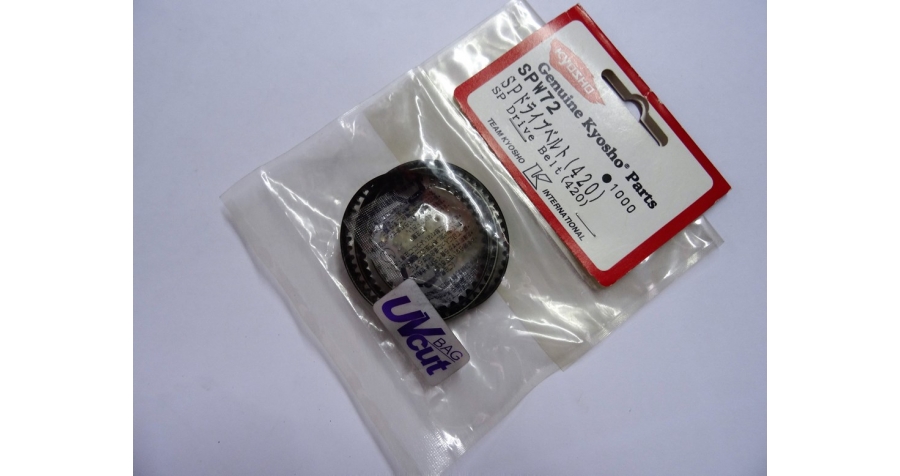 KYOSHO
Genuine Kyosho® Parts
SPW72
SPドライブベルト(420) ●1000
SP Drive Belt(420)
TEAM KYOSHO K INTERNATIONAL
UVcut
BAG